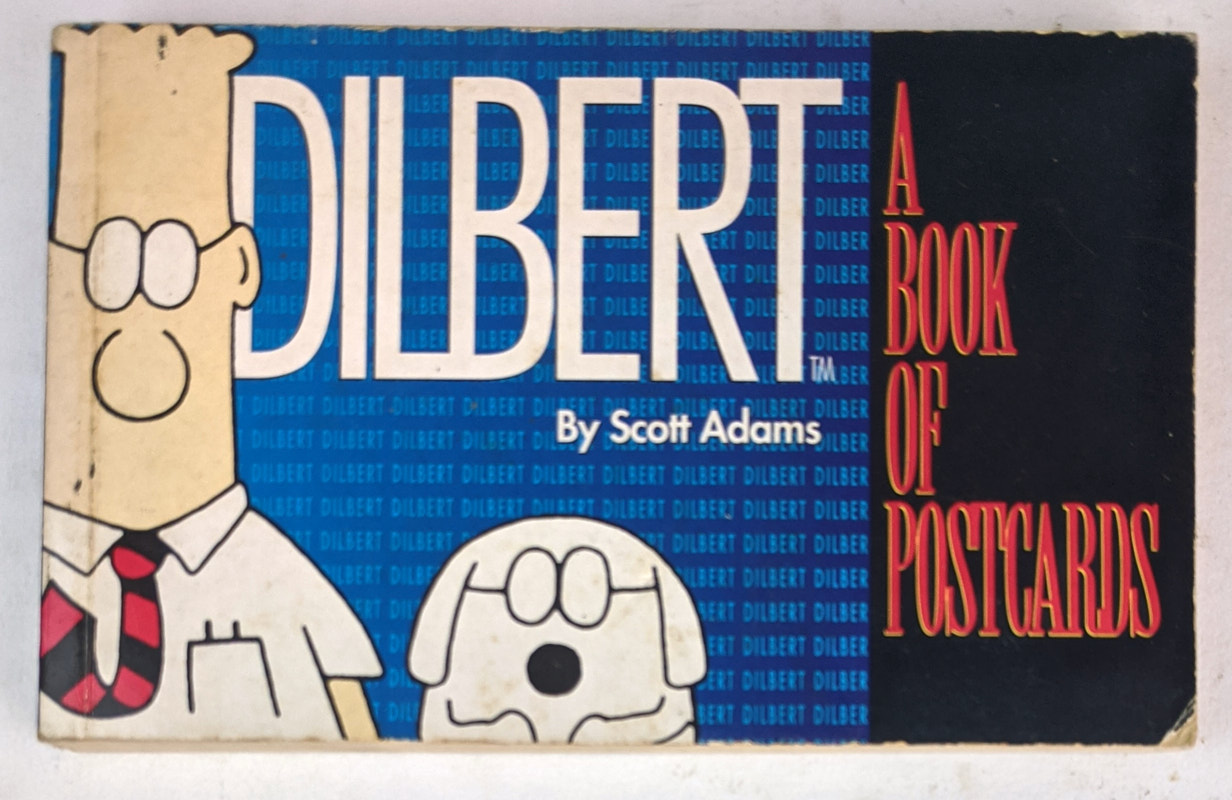 DILBERT™
By Scott Adams
A
BOOK
OF
POSTCARDS